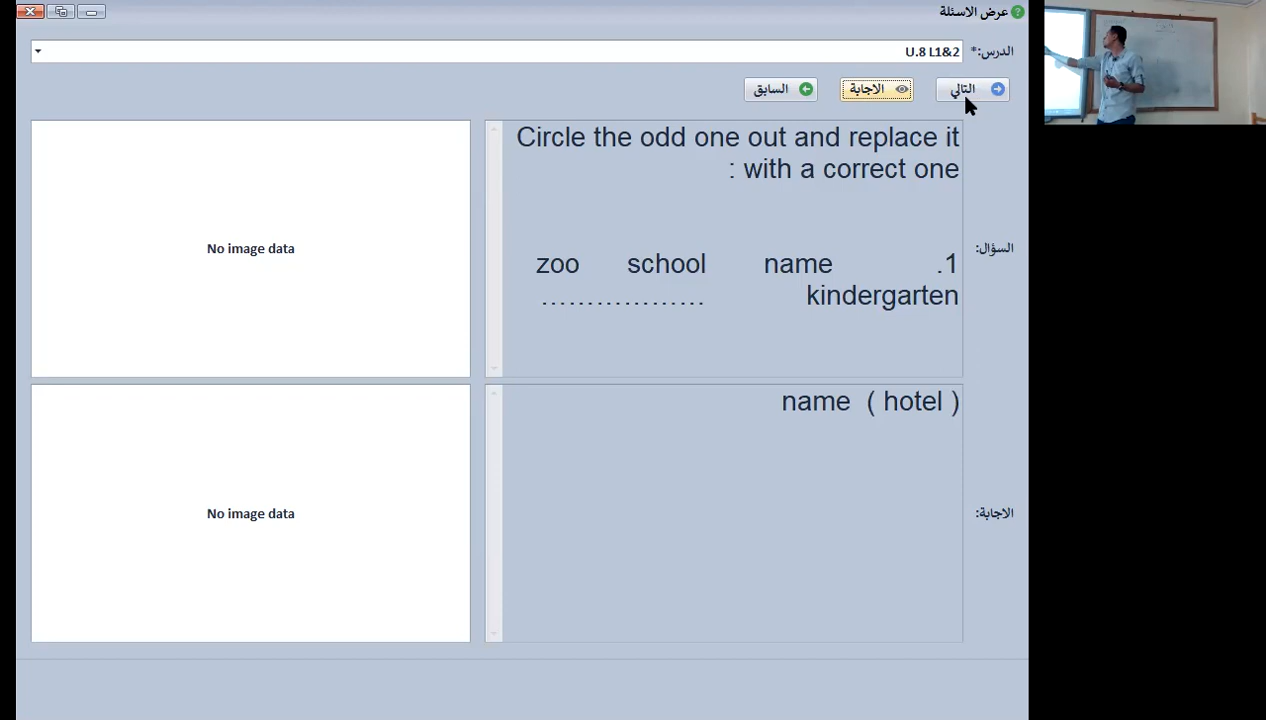 عرض الاسئلة
الدرس:*
U.8 L1&2
التالي
الاجابة
السابق
السؤال:
Circle the odd one out and replace it
with a correct one :
1. name school zoo
kindergarten ..................
No image data
الاجابة:
name ( hotel )
No image data